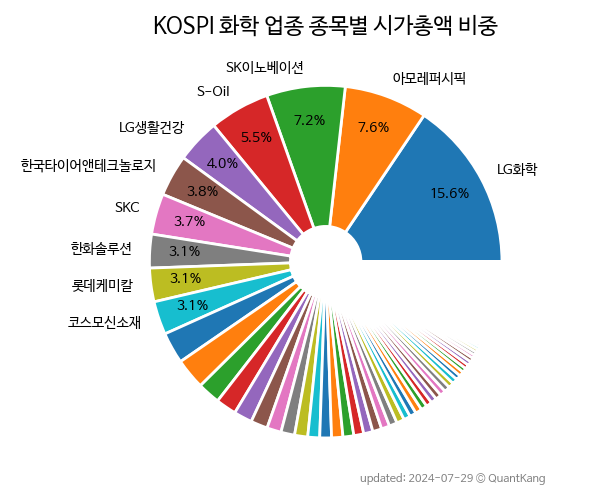 KOSPI 화학 업종 종목별 시가총액 비중
SK이노베이션
아모레퍼시픽
S-Oil
LG생활건강
한국타이어앤테크놀로지
LG화학
SKC
한화솔루션
롯데케미칼
코스모신소재
7.2%
7.6%
5.5%
4.0%
3.8%
15.6%
3.7%
3.1%
3.1%
3.1%
updated: 2024-07-29 © QuantKang